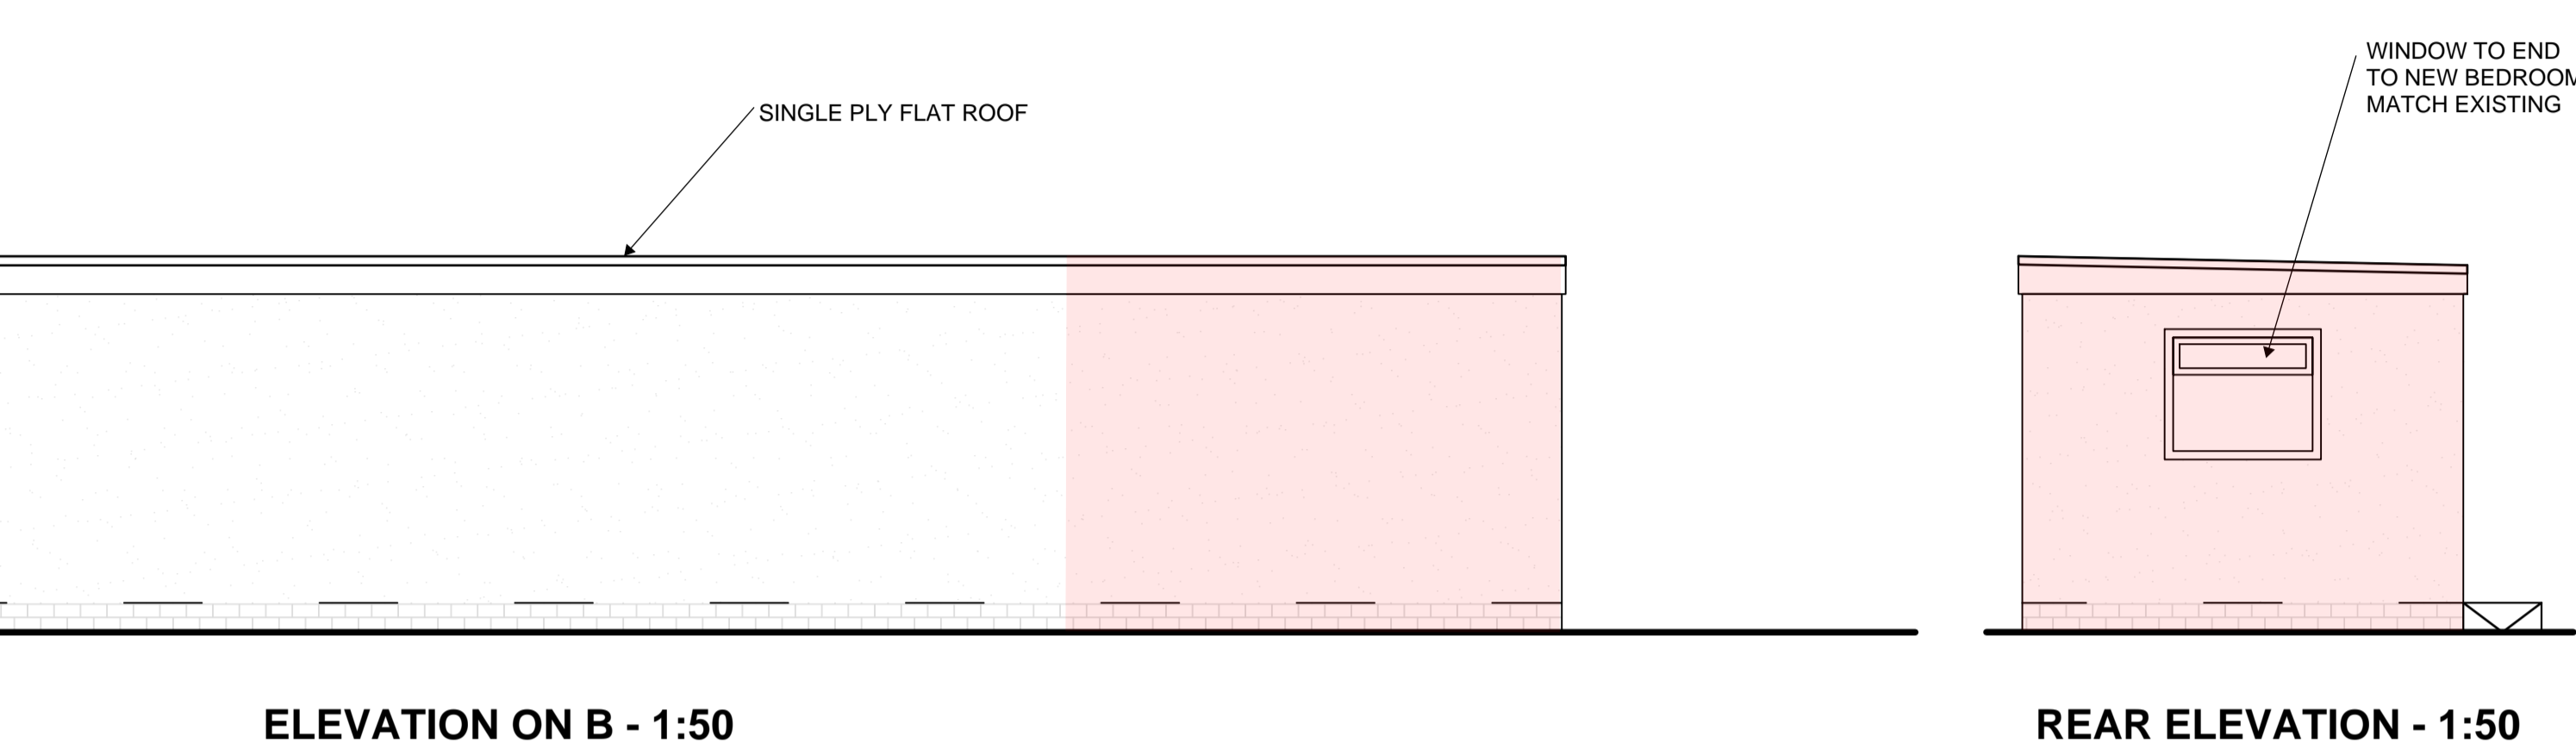 SINGLE PLY FLAT ROOF
WINDOW TO END
TO NEW BEDROOM
MATCH EXISTING
ELEVATION ON B - 1:50
REAR ELEVATION - 1:50